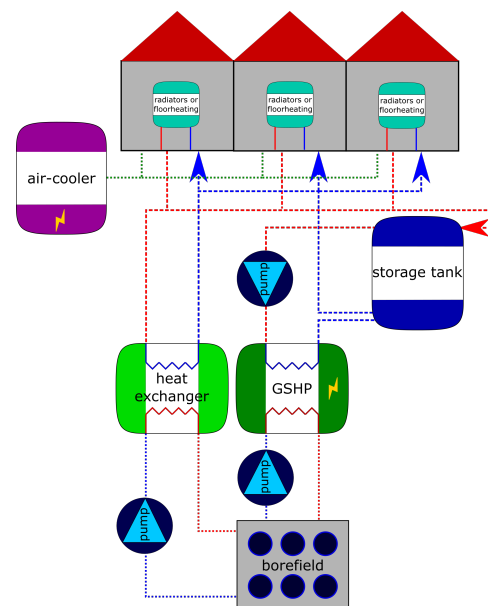 radiators or
floorheating
radiators or
floorheating
radiators or
floorheating
air-cooler
storage tank
pump
heat
exchanger
GSHP
pump
pump
borefield